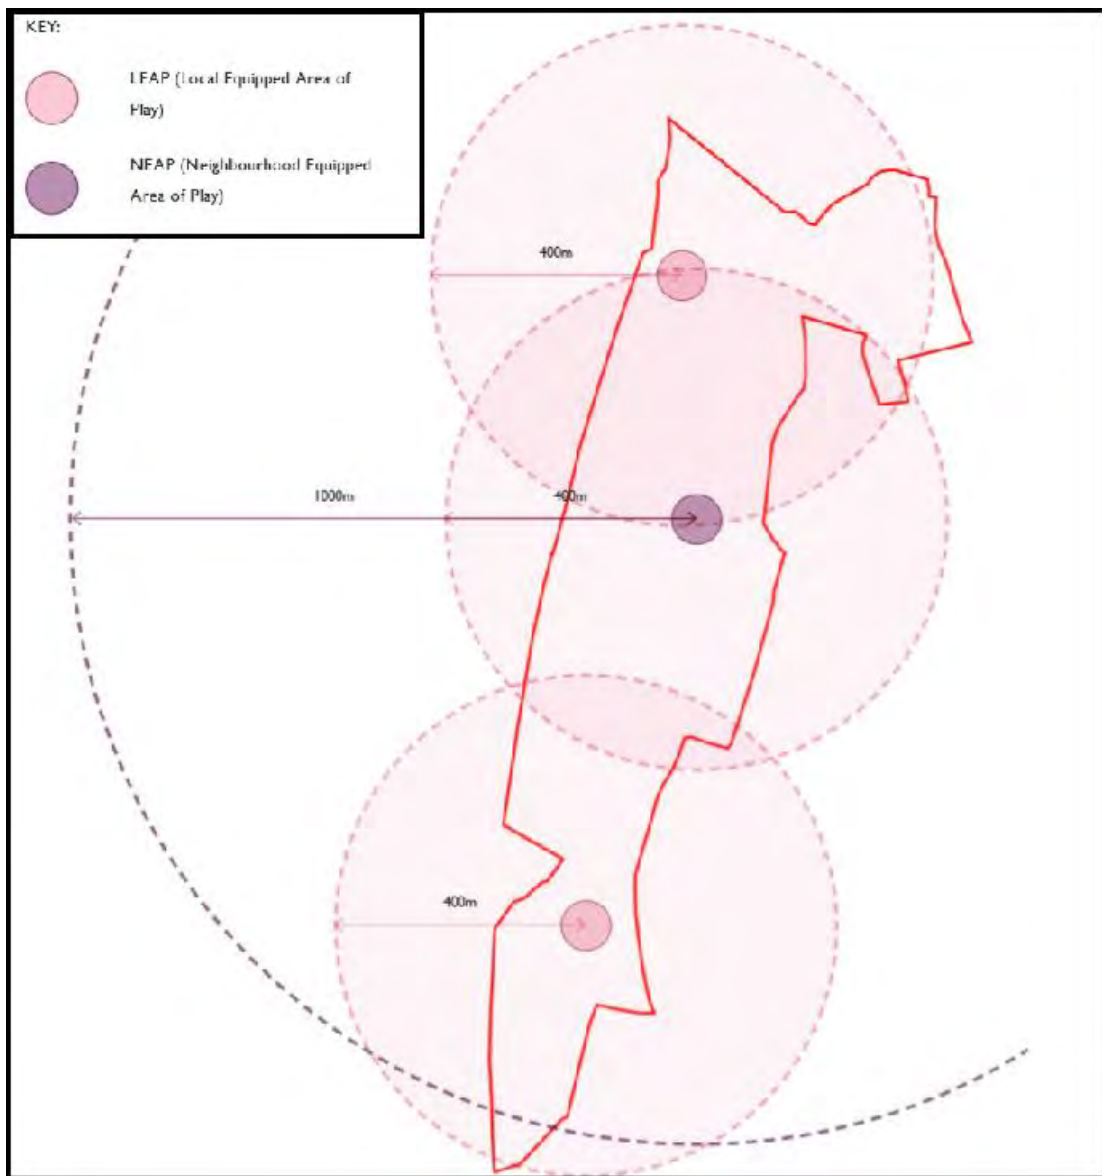 KEY:
LEAP (Local Equipped Area of
Play)
NEAP (Neighbourhood Equipped
Area of Play)
400m
1000m
400m
400m